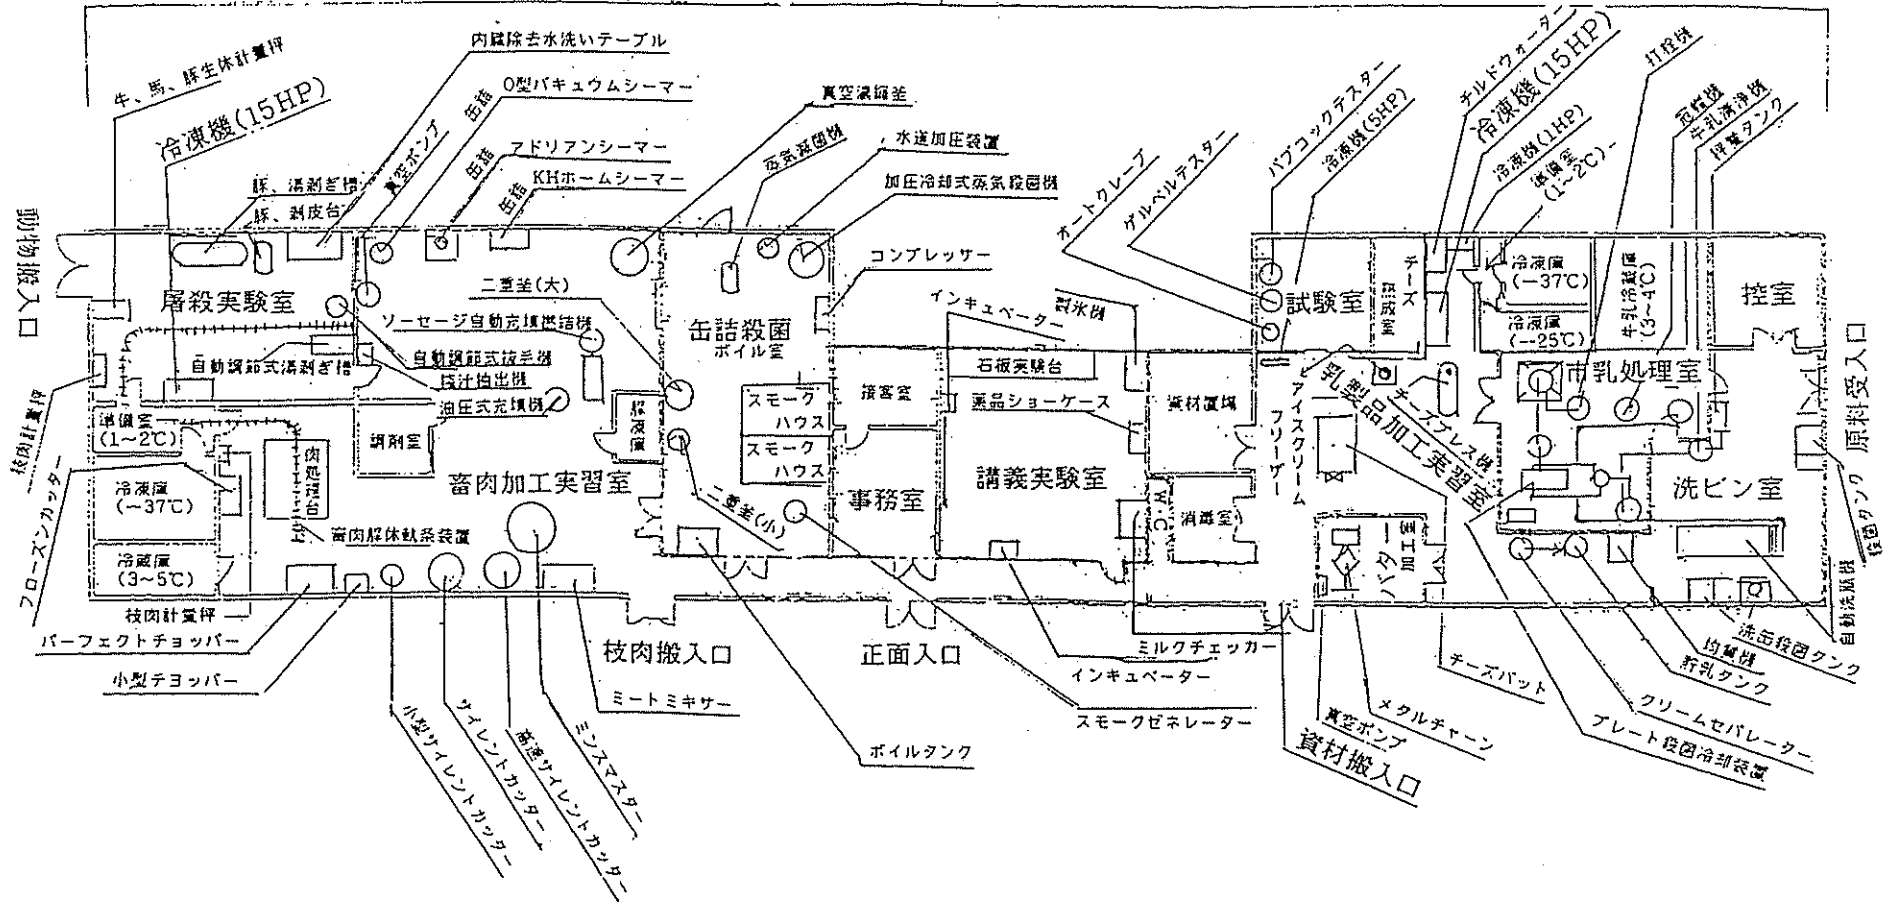 内臓除去水洗いテーブル
牛、馬、豚生体計量秤
冷凍機(15HP)
O型バキュウムシーマー
缶詰
真空ポンプ
アドリアンシーマー
缶詰
KHホームシーマー
缶詰
豚、湯剥ぎ槽
豚、剥皮台
真空濃縮釜
蒸気滅菌機
水道加圧装置
加圧冷却式蒸気殺菌機
コンプレッサー
オートクレーブ
ゲルベルテスター
バブコックテスター
冷凍機(5HP)
チルドウォーター
冷凍機(15HP)
冷凍機(1HP)
準備室
(1~2℃)
打栓機
冠帽機
牛乳清浄機
秤量タンク
動物搬入口
屠殺実験室
二重釜(大)
ソーセージ自動充填撚結機
自動調節式湯剥ぎ槽
自動調節式抜毛機
抜汁抽出機
油圧式充填機
缶詰殺菌
ボイル室
インキュベーター
製氷機
石板実験台
薬品ショーケース
試験室
チーズ
熟成室
冷凍庫
(−37℃)
冷凍庫
(−25℃)
牛乳冷蔵庫
(3~4℃)
控室
原料受入口
枝肉計量秤
準備室
(1~2℃)
調剤室
肉処理台
豚凍庫
スモーク
ハウス
スモーク
ハウス
接客室
資材置場
アイスクリーム
フリーザー
乳製品加工実習室
チーズプレス機
市乳処理室
フローズンカッター
冷凍庫
(−37℃)
畜肉加工実習室
畜肉解体軌条装置
二重釜(小)
事務室
講義実験室
W.C
消毒室
バター
加工室
洗ビン室
殺菌タンク
冷蔵庫
(3~5℃)
枝肉計量秤
パーフェクトチョッパー
小型チョッパー
小型サイレントカッター
サイレントカッター
高速サイレントカッター
ミンスマスター
ミートミキサー
枝肉搬入口
正面入口
ボイルタンク
ミルクチェッカー
インキュベーター
スモークゼネレーター
資材搬入口
真空ポンプ
メタルチャーン
チーズバット
プレート殺菌冷却装置
クリームセパレーター
貯乳タンク
均質機
洗缶殺菌タンク
自動洗瓶機